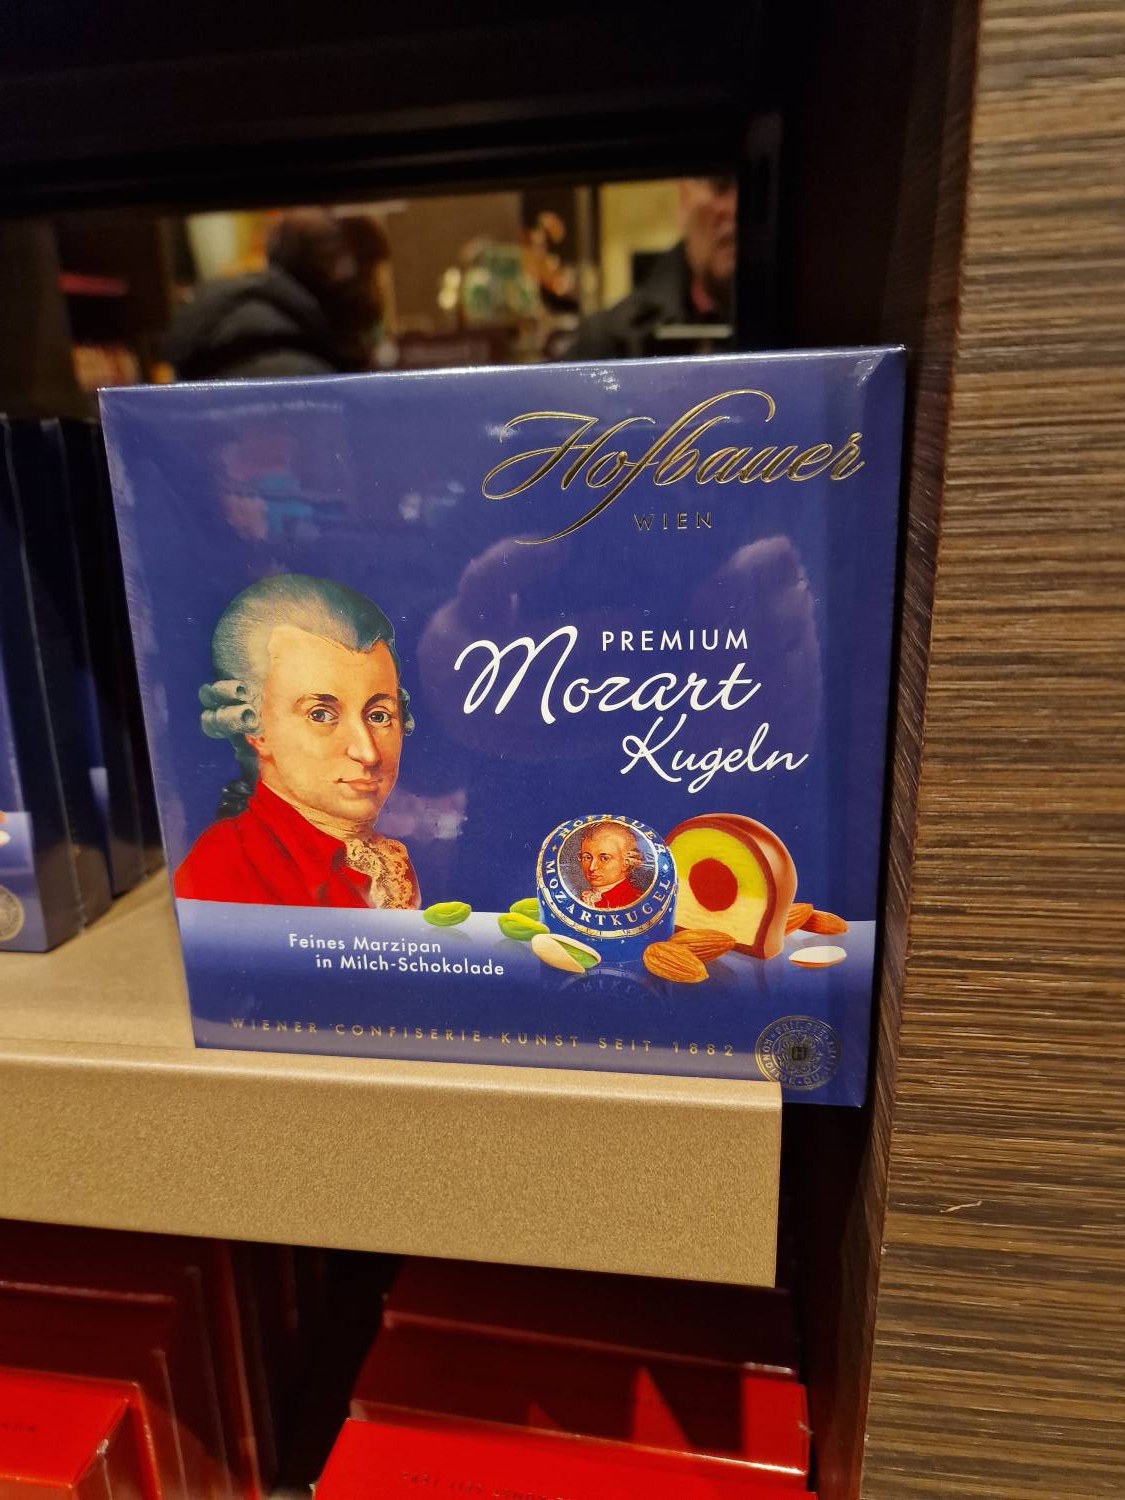 Hofbauer
WIEN
PREMIUM
Mozart
Kugeln
HOFBAUER
MOZARTKUGEL
Feines Marzipan
in Milch-Schokolade
WIENER CONFISERIE-KUNST SEIT 1882
H